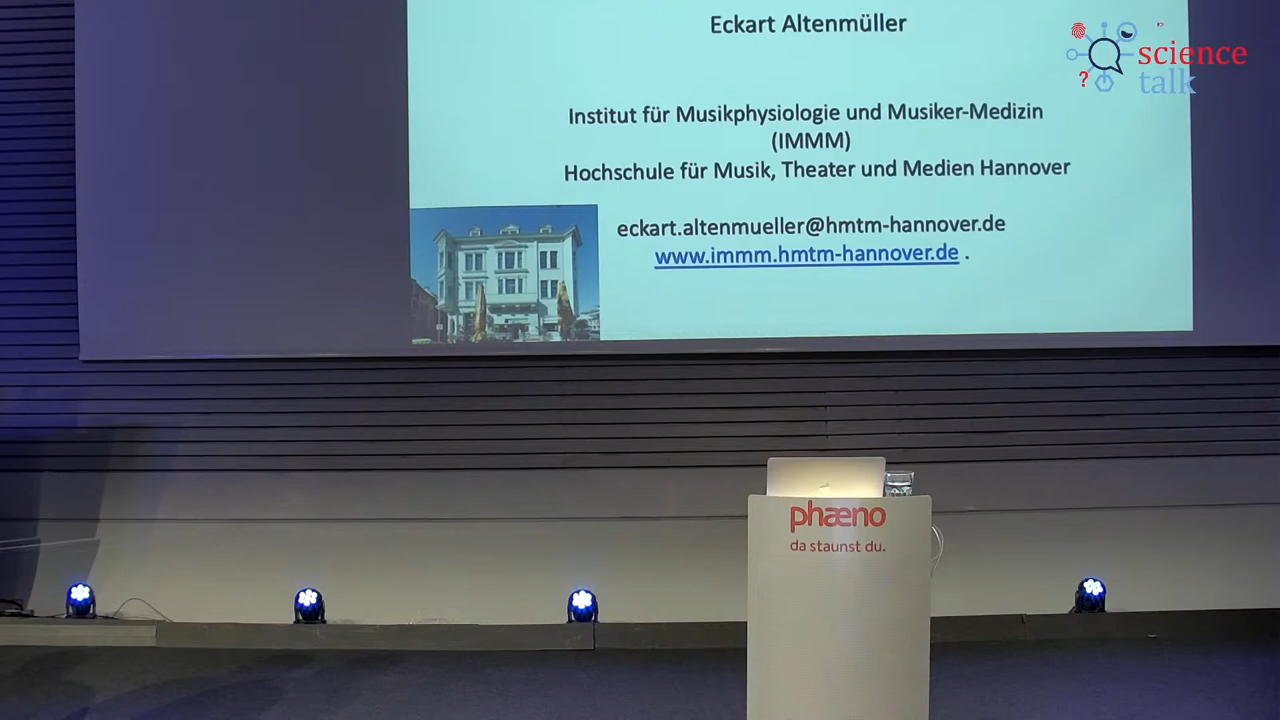 Eckart Altenmüller
science
talk
Institut für Musikphysiologie und Musiker-Medizin
(IMMM)
Hochschule für Musik, Theater und Medien Hannover
eckart.altenmueller@hmtm-hannover.de
www.immm.hmtm-hannover.de .
phæno
da staunst du.